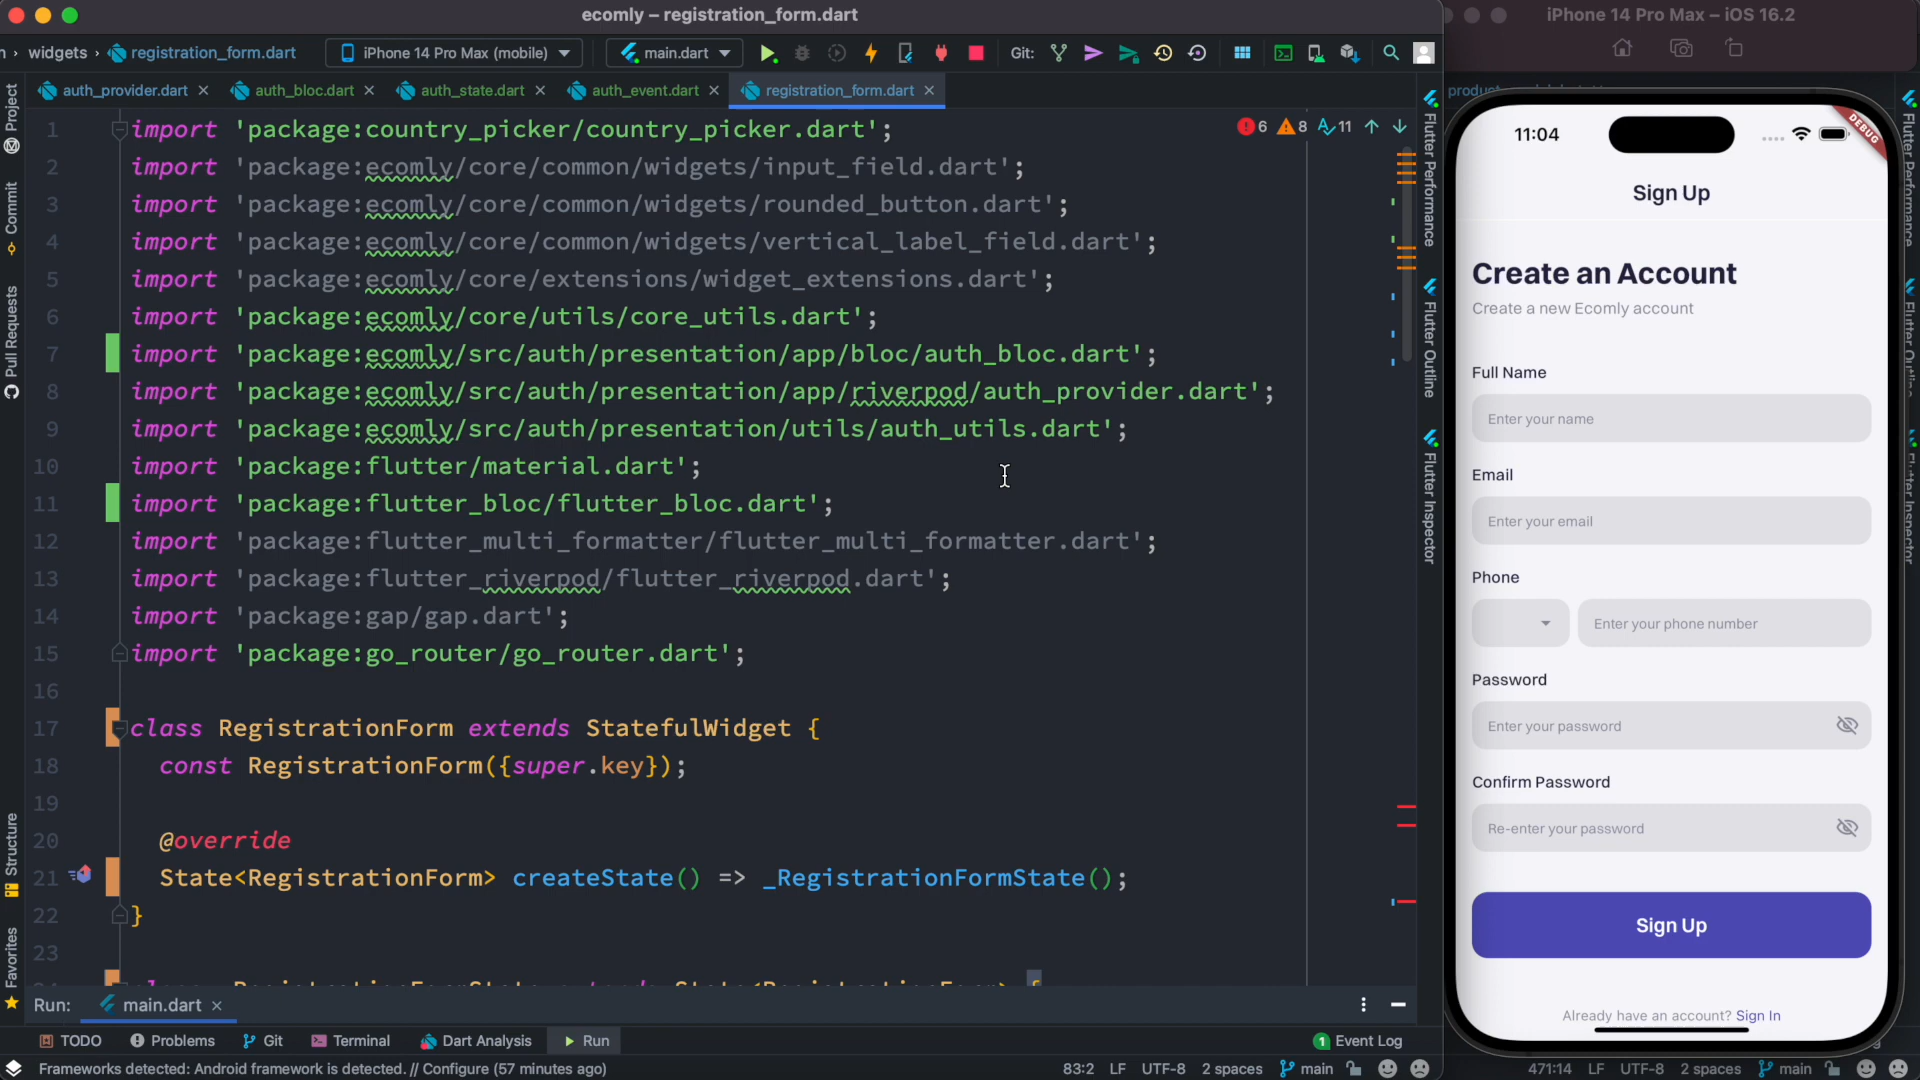 ecomly – registration_form.dart
widgets › registration_form.dart
iPhone 14 Pro Max (mobile)
main.dart
Git:
auth_provider.dart
auth_bloc.dart
auth_state.dart
auth_event.dart
registration_form.dart
6 8 11
1 import 'package:country_picker/country_picker.dart';
2 import 'package:ecomly/core/common/widgets/input_field.dart';
3 import 'package:ecomly/core/common/widgets/rounded_button.dart';
4 import 'package:ecomly/core/common/widgets/vertical_label_field.dart';
5 import 'package:ecomly/core/extensions/widget_extensions.dart';
6 import 'package:ecomly/core/utils/core_utils.dart';
7 import 'package:ecomly/src/auth/presentation/app/bloc/auth_bloc.dart';
8 import 'package:ecomly/src/auth/presentation/app/riverpod/auth_provider.dart';
9 import 'package:ecomly/src/auth/presentation/utils/auth_utils.dart';
10 import 'package:flutter/material.dart';
11 import 'package:flutter_bloc/flutter_bloc.dart';
12 import 'package:flutter_multi_formatter/flutter_multi_formatter.dart';
13 import 'package:flutter_riverpod/flutter_riverpod.dart';
14 import 'package:gap/gap.dart';
15 import 'package:go_router/go_router.dart';
16
17 class RegistrationForm extends StatefulWidget {
18 const RegistrationForm({super.key});
19
20 @override
21 State<RegistrationForm> createState() => _RegistrationFormState();
22 }
23
Project
Commit
Pull Requests
Structure
Favorites
Flutter Performance
Flutter Outline
Flutter Inspector
Run:
main.dart
TODO
Problems
Git
Terminal
Dart Analysis
Run
1 Event Log
Frameworks detected: Android framework is detected. // Configure (57 minutes ago)
83:2
LF
UTF-8
2 spaces
main
iPhone 14 Pro Max – iOS 16.2
11:04
DEBUG
Sign Up
Create an Account
Create a new Ecomly account
Full Name
Enter your name
Email
Enter your email
Phone
Enter your phone number
Password
Enter your password
Confirm Password
Re-enter your password
Sign Up
Already have an account? Sign In
471:14
LF
UTF-8
2 spaces
main